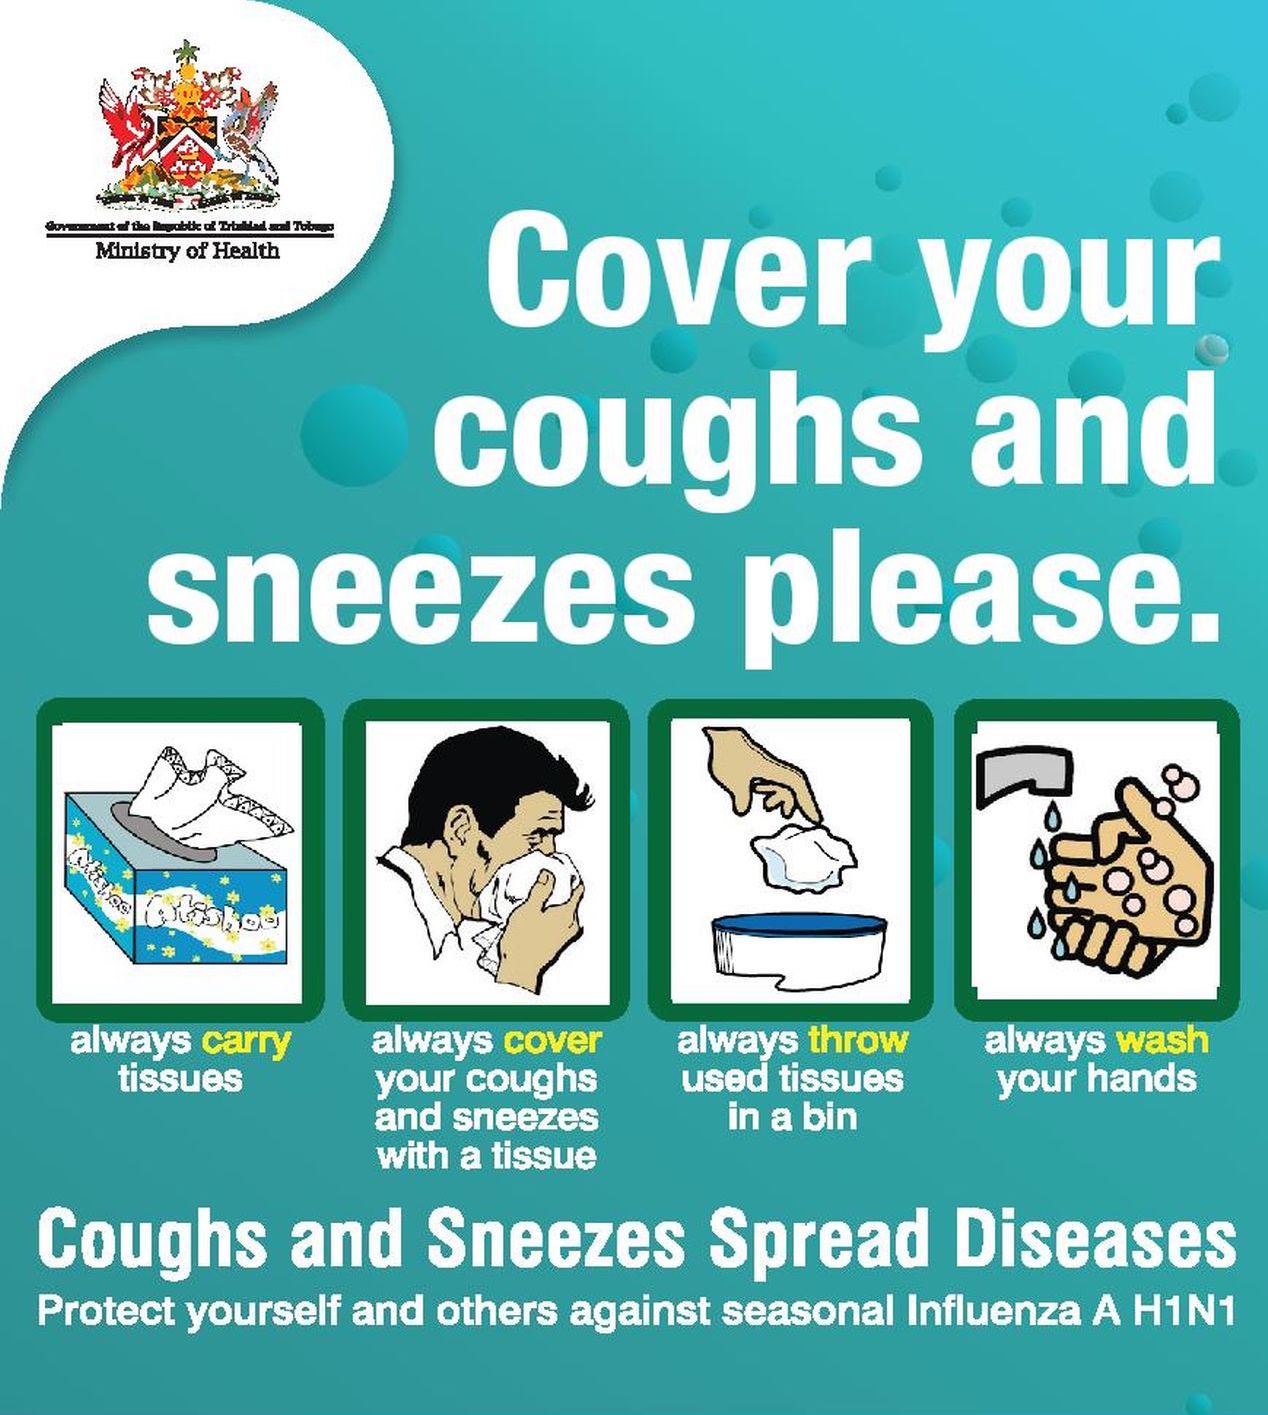 Government of the Republic of Trinidad and Tobago
Ministry of Health
Cover your
coughs and
sneezes please.
Atishoo
Atishoo
always carry
tissues
always cover
your coughs
and sneezes
with a tissue
always throw
used tissues
in a bin
always wash
your hands
Coughs and Sneezes Spread Diseases
Protect yourself and others against seasonal Influenza A H1N1